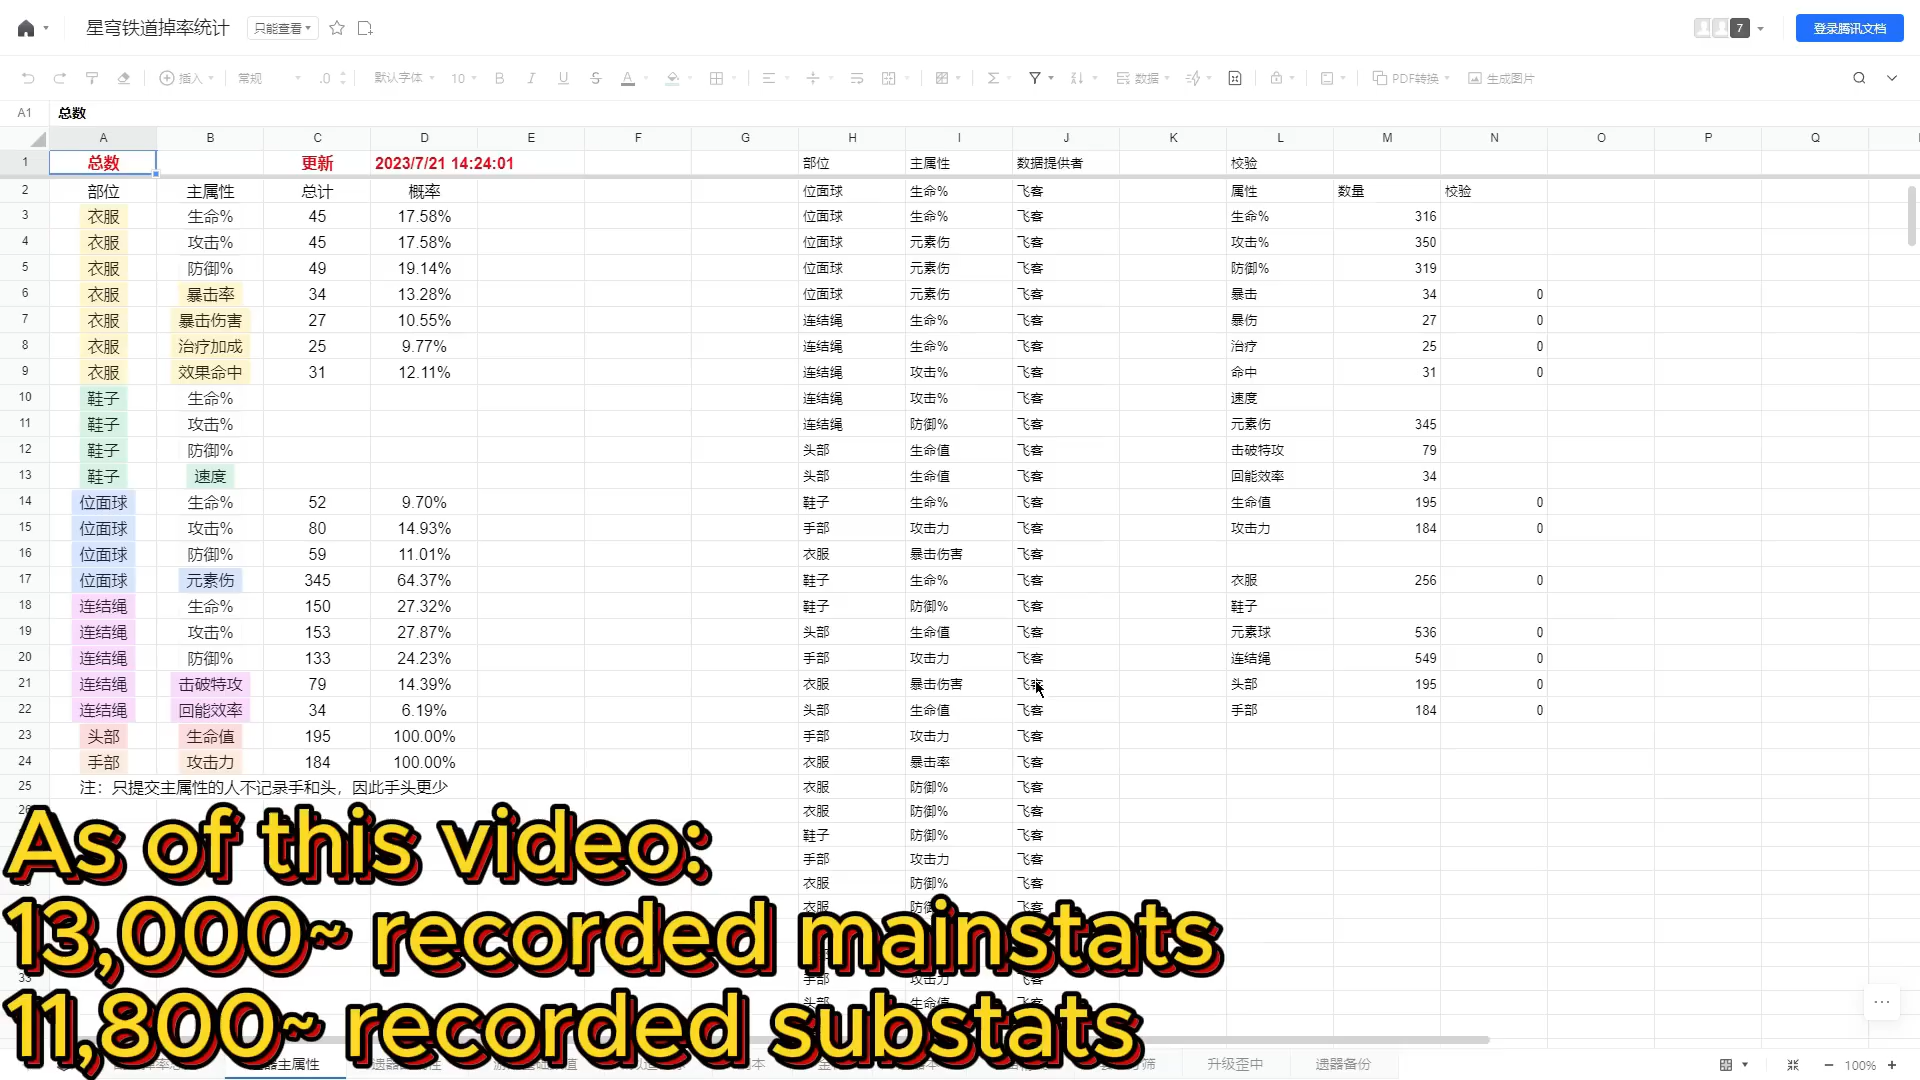 星穹铁道掉率统计 只能查看 7 登录腾讯文档
插入 常规 .0 默认字体 10 B I U S A 数据 PDF转换 生成图片
A1 总数
A B C D E F G H I J K L M N O P Q
1 总数 更新 2023/7/21 14:24:01 部位 主属性 数据提供者 校验
2 部位 主属性 总计 概率 位面球 生命% 飞客 属性 数量 校验
3 衣服 生命% 45 17.58% 位面球 生命% 飞客 生命% 316
4 衣服 攻击% 45 17.58% 位面球 元素伤 飞客 攻击% 350
5 衣服 防御% 49 19.14% 位面球 元素伤 飞客 防御% 319
6 衣服 暴击率 34 13.28% 位面球 元素伤 飞客 暴击 34 0
7 衣服 暴击伤害 27 10.55% 连结绳 生命% 飞客 暴伤 27 0
8 衣服 治疗加成 25 9.77% 连结绳 生命% 飞客 治疗 25 0
9 衣服 效果命中 31 12.11% 连结绳 攻击% 飞客 命中 31 0
10 鞋子 生命% 连结绳 攻击% 飞客 速度
11 鞋子 攻击% 连结绳 防御% 飞客 元素伤 345
12 鞋子 防御% 头部 生命值 飞客 击破特攻 79
13 鞋子 速度 头部 生命值 飞客 回能效率 34
14 位面球 生命% 52 9.70% 鞋子 生命% 飞客 生命值 195 0
15 位面球 攻击% 80 14.93% 手部 攻击力 飞客 攻击力 184 0
16 位面球 防御% 59 11.01% 衣服 暴击伤害 飞客
17 位面球 元素伤 345 64.37% 鞋子 生命% 飞客 衣服 256 0
18 连结绳 生命% 150 27.32% 鞋子 防御% 飞客 鞋子
19 连结绳 攻击% 153 27.87% 头部 生命值 飞客 元素球 536 0
20 连结绳 防御% 133 24.23% 手部 攻击力 飞客 连结绳 549 0
21 连结绳 击破特攻 79 14.39% 衣服 暴击伤害 飞客 头部 195 0
22 连结绳 回能效率 34 6.19% 头部 生命值 飞客 手部 184 0
23 头部 生命值 195 100.00% 手部 攻击力 飞客
24 手部 攻击力 184 100.00% 衣服 暴击率 飞客
25 注：只提交主属性的人不记录手和头，因此手头更少 衣服 防御% 飞客
衣服 防御% 飞客
鞋子 防御% 飞客
手部 攻击力 飞客
衣服 防御% 飞客
As of this video:
13,000~ recorded mainstats
11,800~ recorded substats
升级歪中 遗器备份 100%